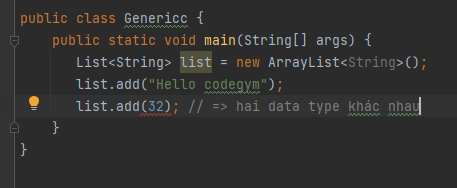 public class Genericc {
public static void main(String[] args) {
List<String> list = new ArrayList<String>();
list.add("Hello codegym");
list.add(32); // => hai data type khác nhau
}
}